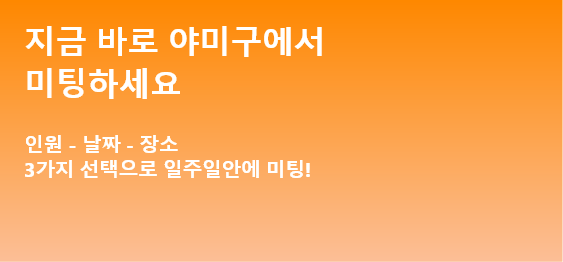 지금 바로 야미구에서
미팅하세요
인원 - 날짜 - 장소
3가지 선택으로 일주일안에 미팅!